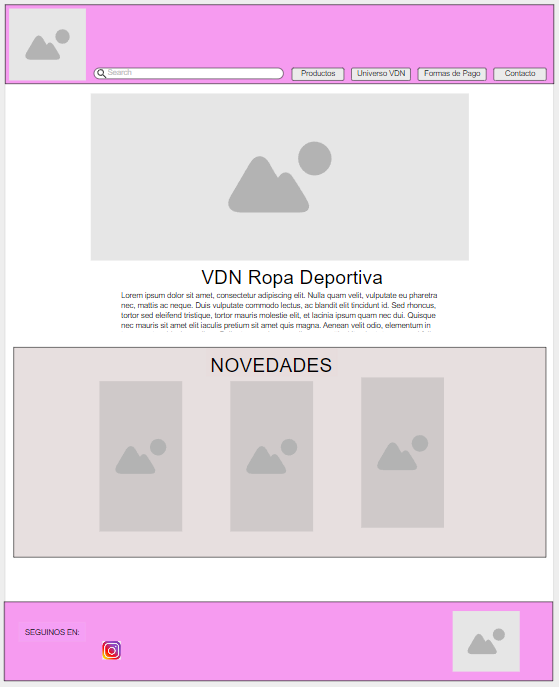 Search
Productos
Universo VDN
Formas de Pago
Contacto
VDN Ropa Deportiva
Lorem ipsum dolor sit amet, consectetur adipiscing elit. Nulla quam velit, vulputate eu pharetra
nec, mattis ac neque. Duis vulputate commodo lectus, ac blandit elit tincidunt id. Sed rhoncus,
tortor sed eleifend tristique, tortor mauris molestie elit, et lacinia ipsum quam nec dui. Quisque
nec mauris sit amet elit iaculis pretium sit amet quis magna. Aenean velit odio, elementum in
NOVEDADES
SEGUINOS EN: